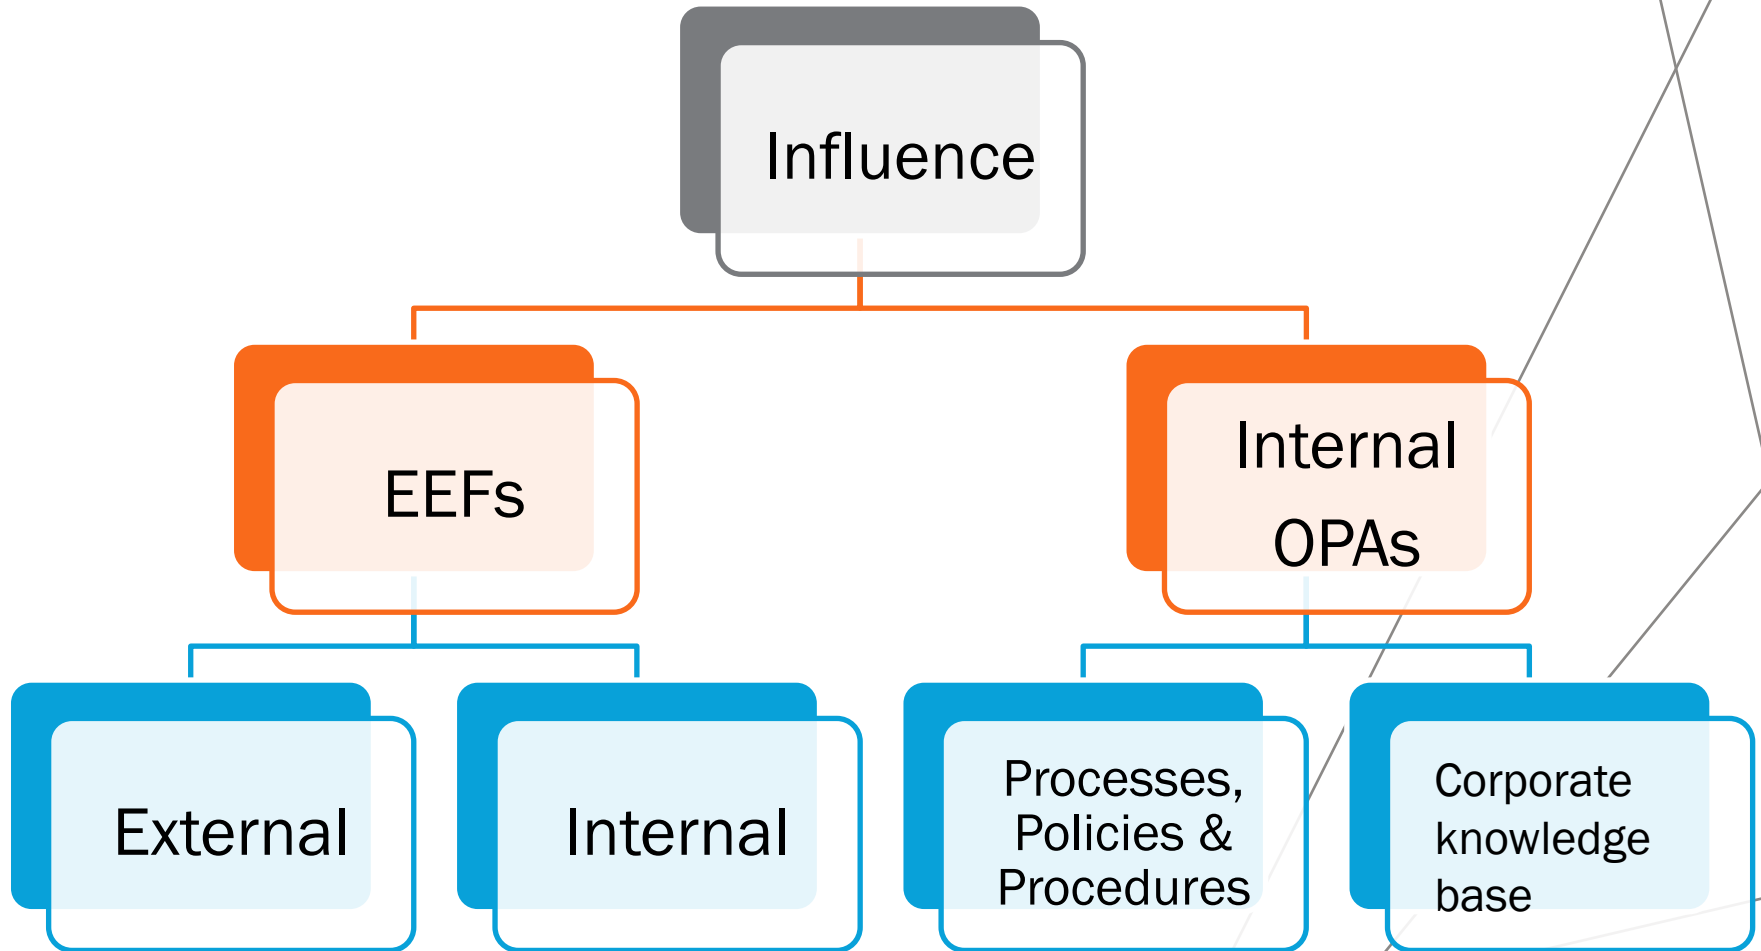 Influence
EEFs
Internal
OPAs
External
Internal
Processes,
Policies &
Procedures
Corporate
knowledge
base